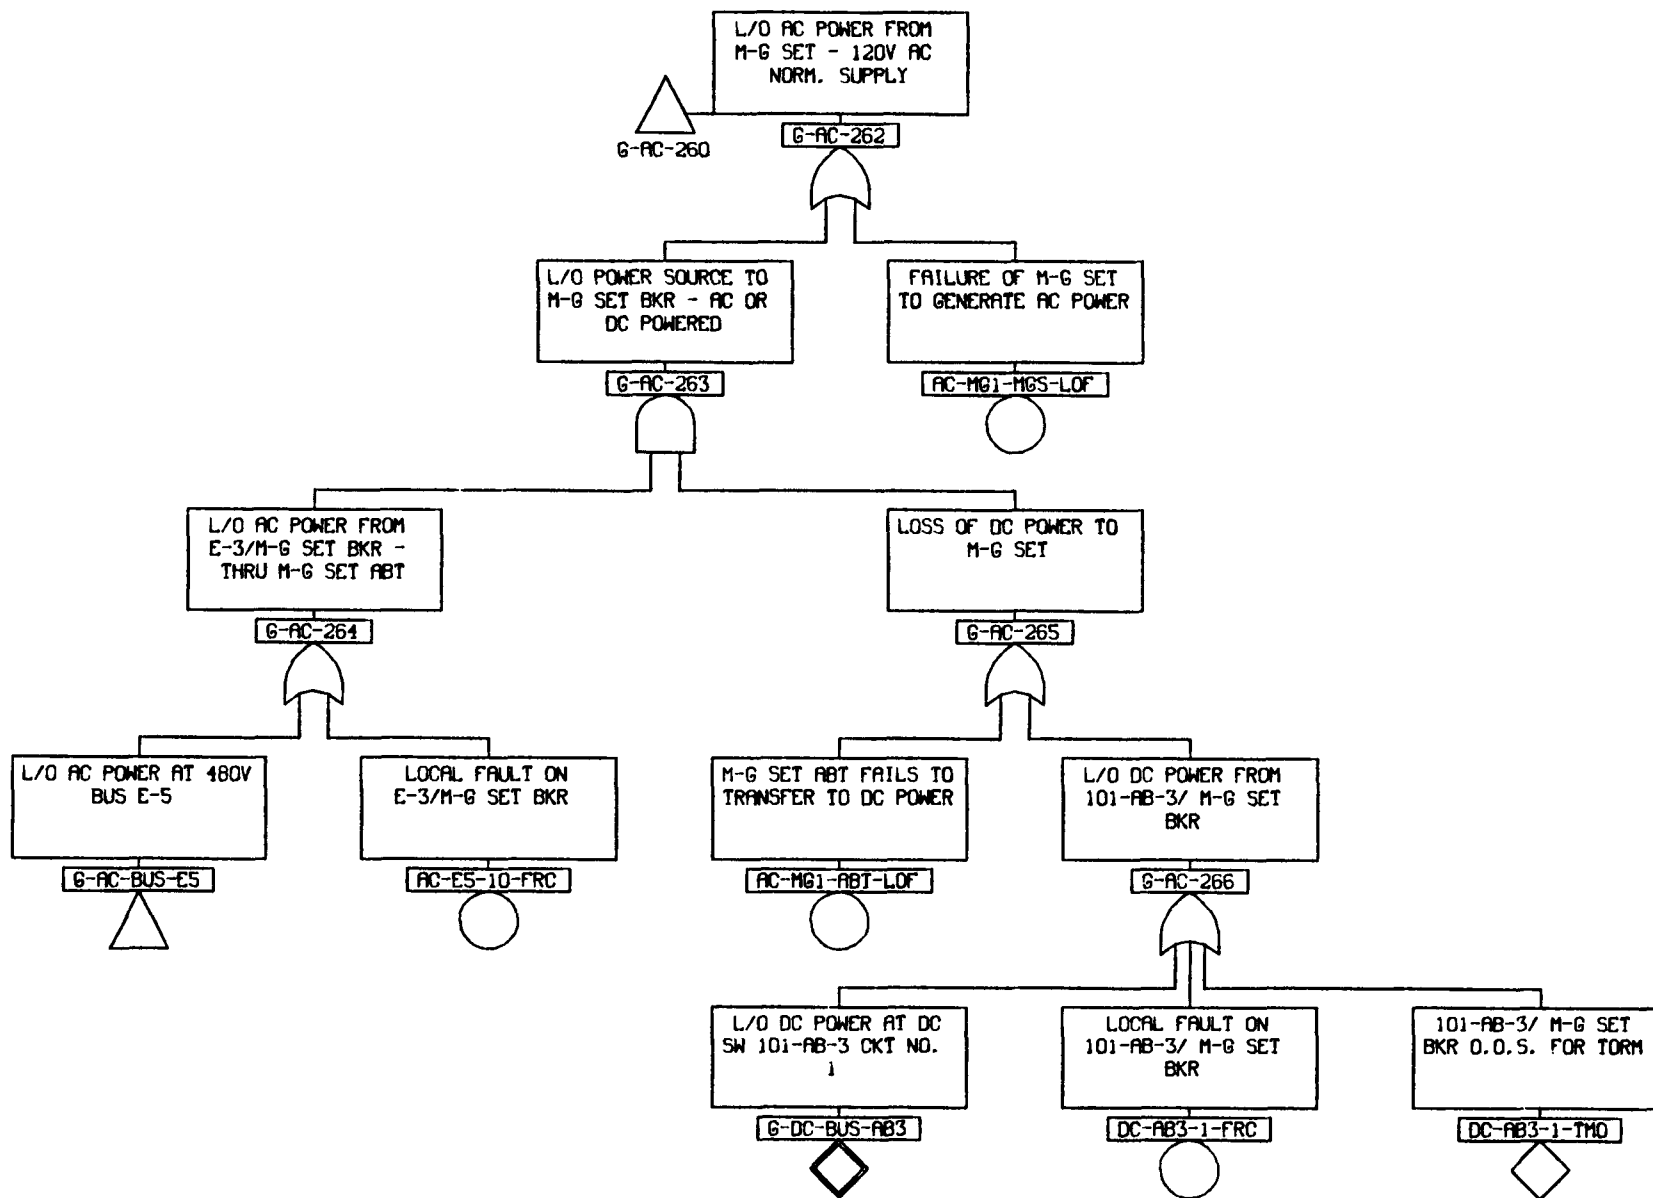 L/O AC POWER FROM
M-G SET - 120V AC
NORM. SUPPLY
G-AC-260
G-AC-262
L/O POWER SOURCE TO
M-G SET BKR - AC OR
DC POWERED
G-AC-263
FAILURE OF M-G SET
TO GENERATE AC POWER
AC-MG1-MGS-LOF
L/O AC POWER FROM
E-3/M-G SET BKR -
THRU M-G SET ABT
G-AC-264
LOSS OF DC POWER TO
M-G SET
G-AC-265
L/O AC POWER AT 480V
BUS E-5
G-AC-BUS-E5
LOCAL FAULT ON
E-3/M-G SET BKR
AC-E5-10-FRC
M-G SET ABT FAILS TO
TRANSFER TO DC POWER
AC-MG1-ABT-LOF
L/O DC POWER FROM
101-AB-3/ M-G SET
BKR
G-AC-266
L/O DC POWER AT DC
SW 101-AB-3 CKT NO.
1
G-DC-BUS-AB3
LOCAL FAULT ON
101-AB-3/ M-G SET
BKR
DC-AB3-1-FRC
101-AB-3/ M-G SET
BKR O.O.S. FOR TORM
DC-AB3-1-TMO